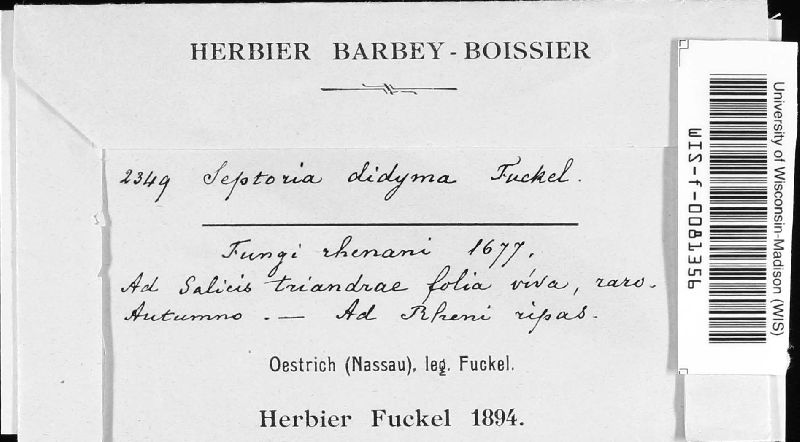 HERBIER BARBEY-BOISSIER
2349 Septoria didyma Fuckel.
Fungi rhenani 1677.
Ad Salicis triandrae folia viva, raro.
Autumno. — Ad Rheni ripas.
Oestrich (Nassau), leg. Fuckel.
Herbier Fuckel 1894.
University of Wisconsin-Madison (WIS)
WIS-f-0081356